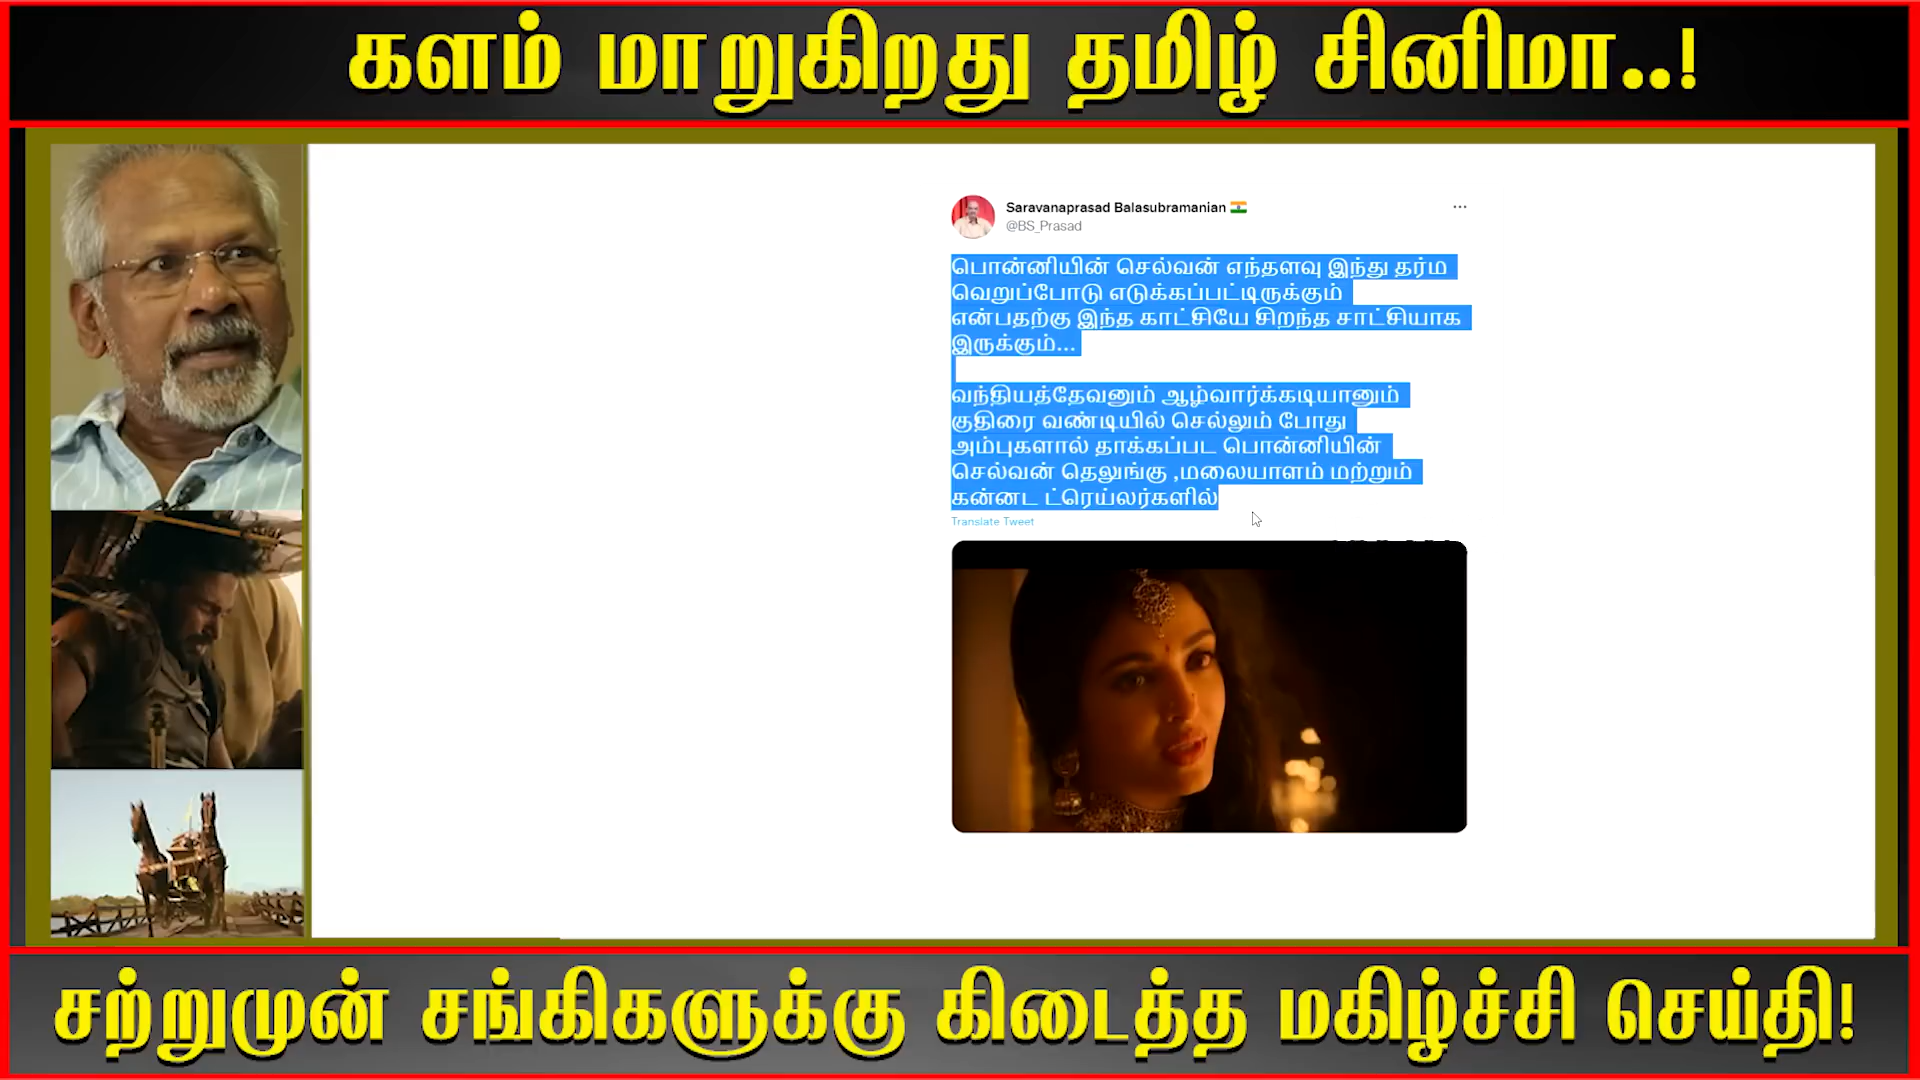 களம் மாறுகிறது தமிழ் சினிமா..!
Saravanaprasad Balasubramanian
@BS_Prasad
பொன்னியின் செல்வன் எந்தளவு இந்து தர்ம
வெறுப்போடு எடுக்கப்பட்டிருக்கும்
என்பதற்கு இந்த காட்சியே சிறந்த சாட்சியாக
இருக்கும்...
வந்தியத்தேவனும் ஆழ்வார்க்கடியானும்
குதிரை வண்டியில் செல்லும் போது
அம்புகளால் தாக்கப்பட பொன்னியின்
செல்வன் தெலுங்கு ,மலையாளம் மற்றும்
கன்னட ட்ரெய்லர்களில்
Translate Tweet
சற்றுமுன் சங்கிகளுக்கு கிடைத்த மகிழ்ச்சி செய்தி!